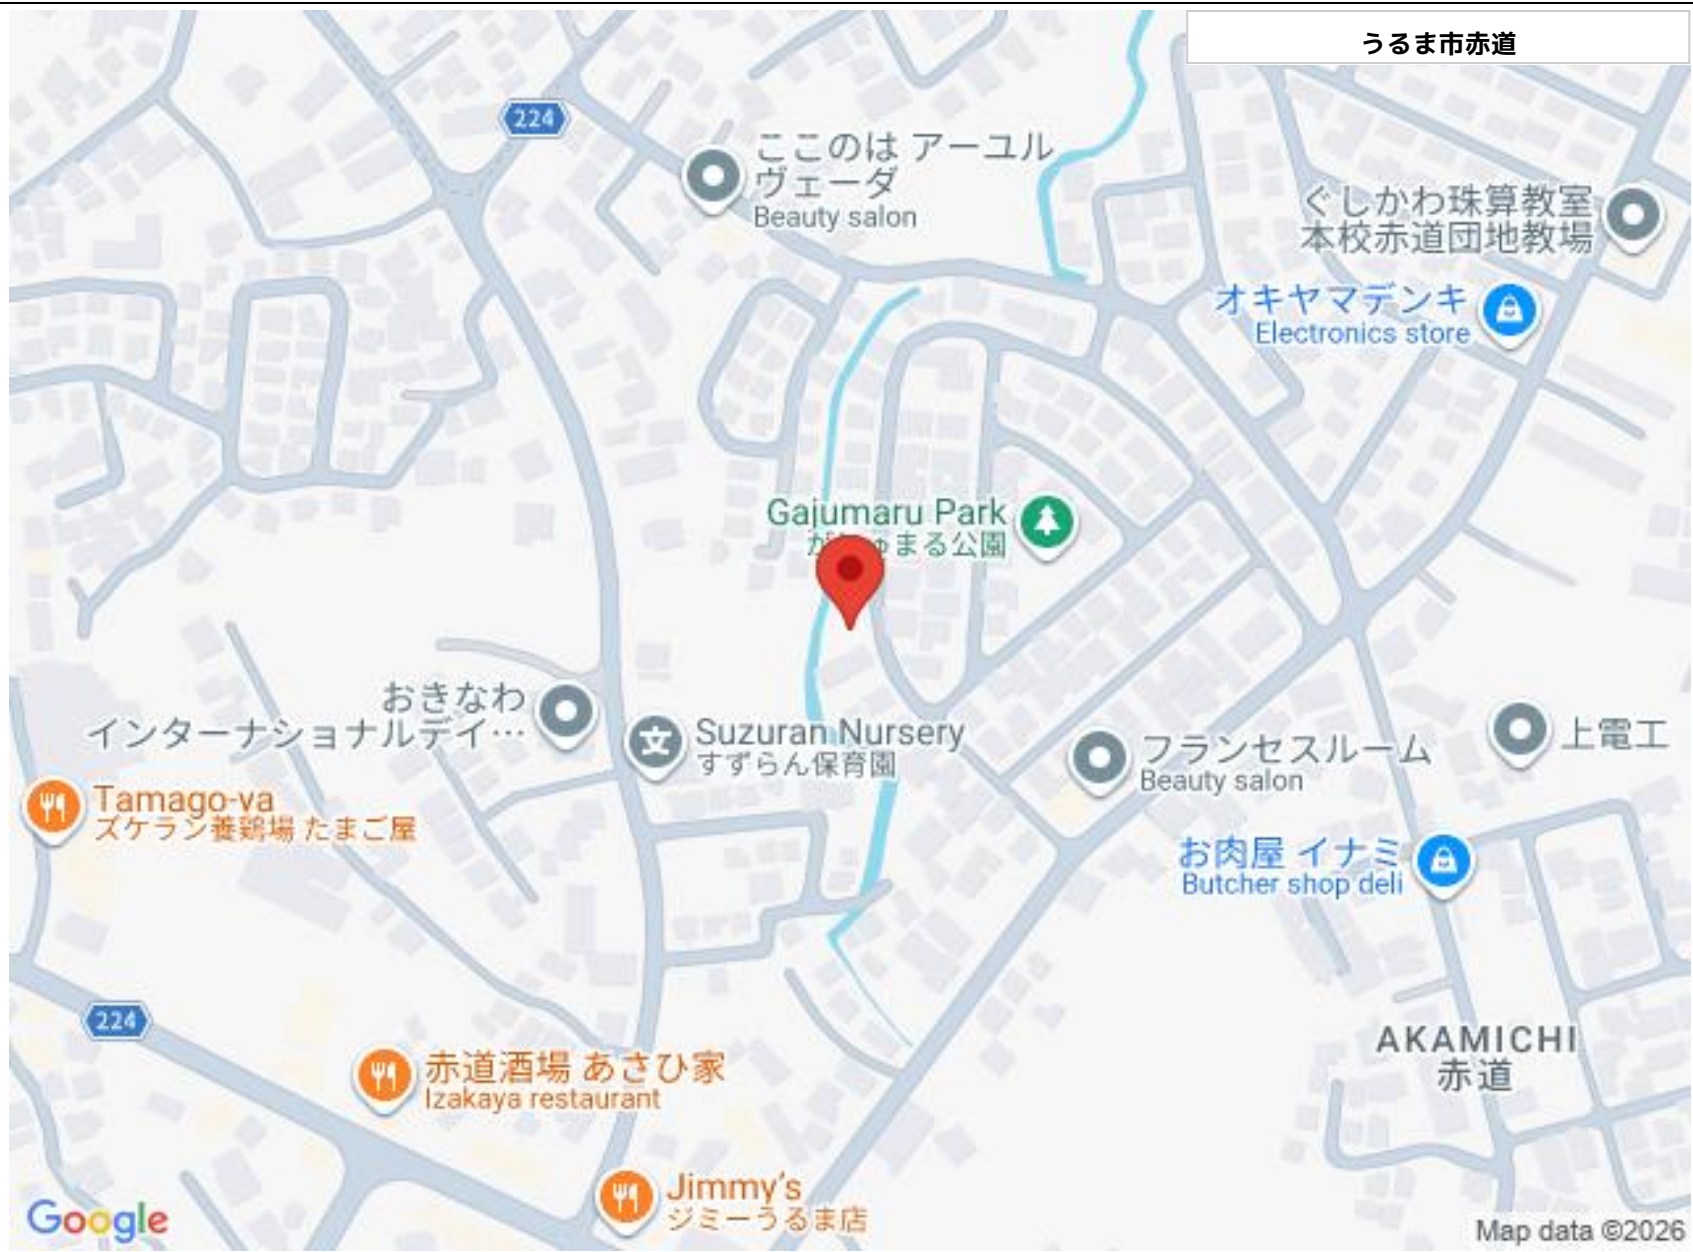 うるま市赤道
224
ここのは アーユル
ヴェーダ
Beauty salon
ぐしかわ珠算教室
本校赤道団地教場
オキヤマデンキ
Electronics store
Gajumaru Park
が ゅまる公園
おきなわ
インターナショナルデイ…
Suzuran Nursery
すずらん保育園
フランセスルーム
Beauty salon
上電工
Tamago-ya
ズケラン養鶏場 たまご屋
お肉屋 イナミ
Butcher shop deli
224
AKAMICHI
赤道
赤道酒場 あさひ家
Izakaya restaurant
Jimmy's
ジミーうるま店
Google
Map data ©2026